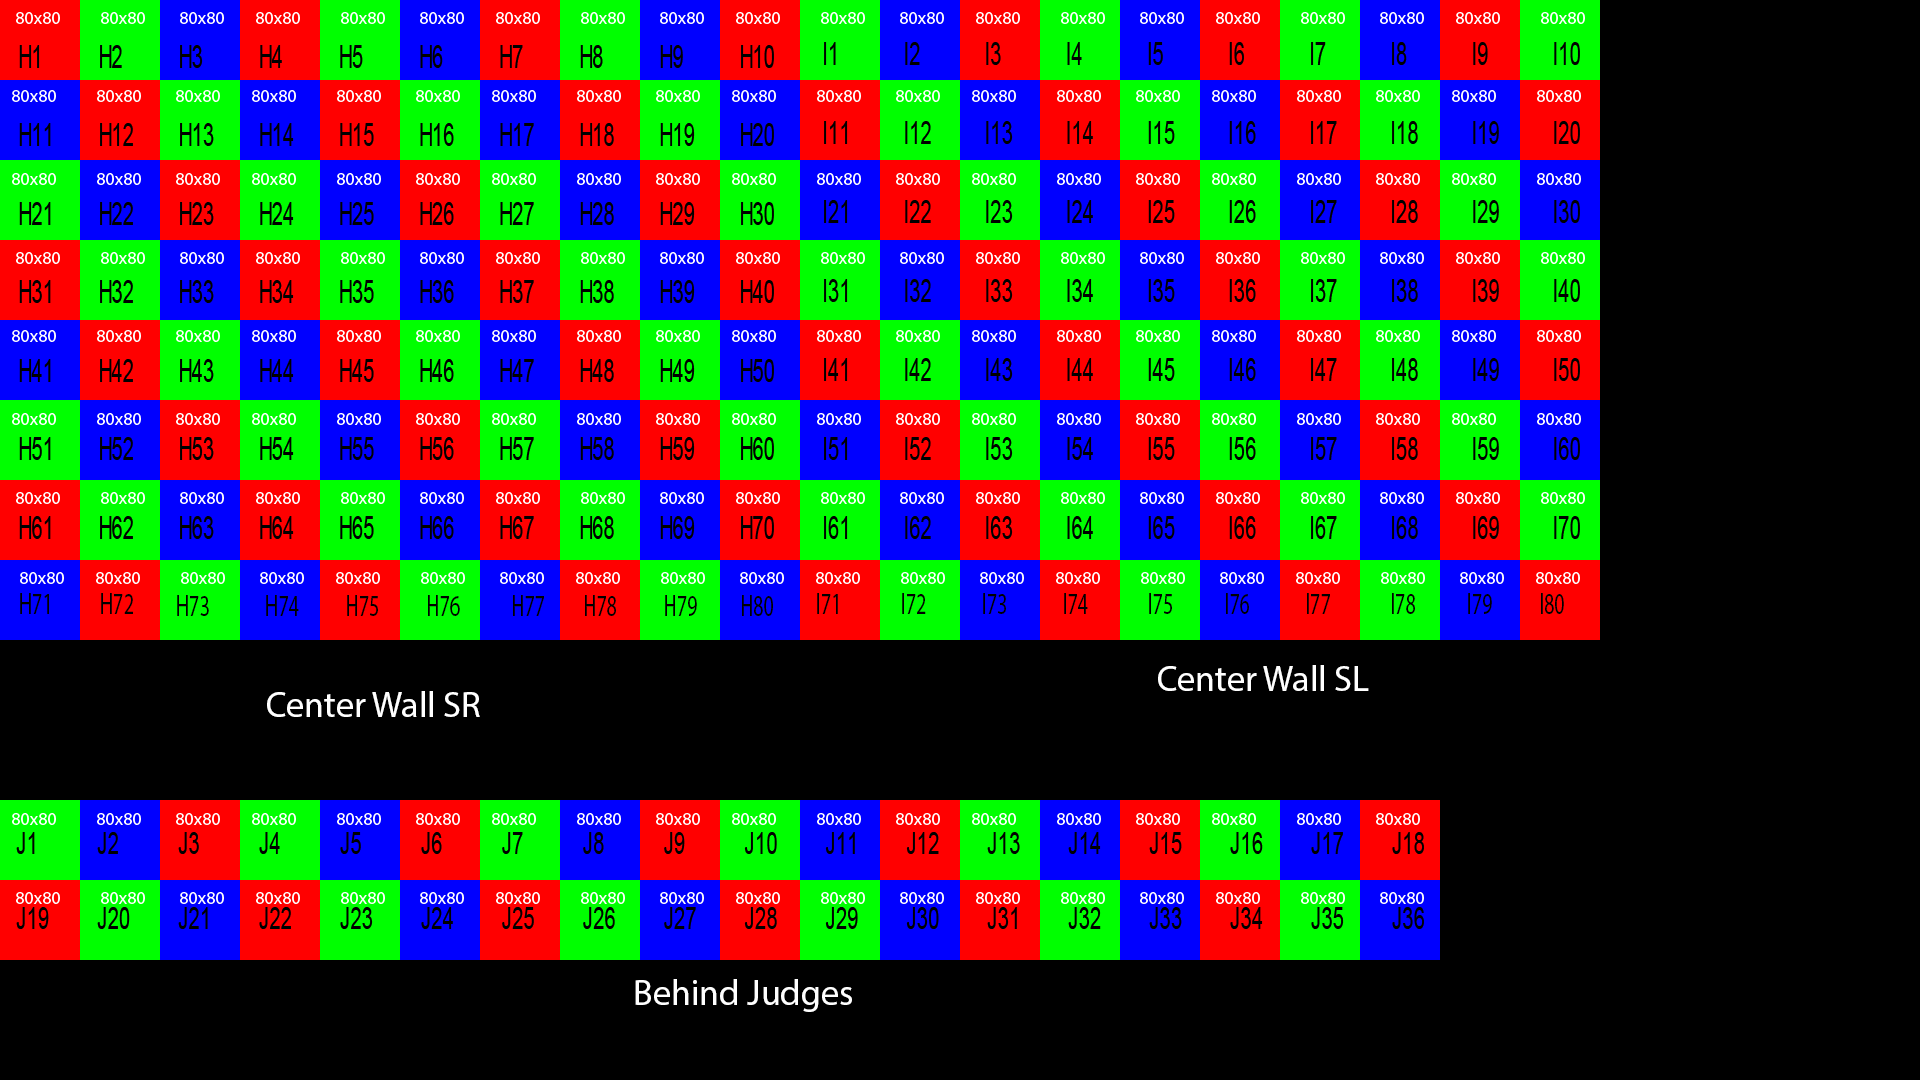 80x80 80x80 80x80 80x80 80x80 80x80 80x80 80x80 80x80 80x80 80x80 80x80 80x80 80x80 80x80 80x80 80x80 80x80 80x80 80x80
H1 H2 H3 H4 H5 H6 H7 H8 H9 H10 I1 I2 I3 I4 I5 I6 I7 I8 I9 I10
80x80 80x80 80x80 80x80 80x80 80x80 80x80 80x80 80x80 80x80 80x80 80x80 80x80 80x80 80x80 80x80 80x80 80x80 80x80 80x80
H11 H12 H13 H14 H15 H16 H17 H18 H19 H20 I11 I12 I13 I14 I15 I16 I17 I18 I19 I20
80x80 80x80 80x80 80x80 80x80 80x80 80x80 80x80 80x80 80x80 80x80 80x80 80x80 80x80 80x80 80x80 80x80 80x80 80x80 80x80
H21 H22 H23 H24 H25 H26 H27 H28 H29 H30 I21 I22 I23 I24 I25 I26 I27 I28 I29 I30
80x80 80x80 80x80 80x80 80x80 80x80 80x80 80x80 80x80 80x80 80x80 80x80 80x80 80x80 80x80 80x80 80x80 80x80 80x80 80x80
H31 H32 H33 H34 H35 H36 H37 H38 H39 H40 I31 I32 I33 I34 I35 I36 I37 I38 I39 I40
80x80 80x80 80x80 80x80 80x80 80x80 80x80 80x80 80x80 80x80 80x80 80x80 80x80 80x80 80x80 80x80 80x80 80x80 80x80 80x80
H41 H42 H43 H44 H45 H46 H47 H48 H49 H50 I41 I42 I43 I44 I45 I46 I47 I48 I49 I50
80x80 80x80 80x80 80x80 80x80 80x80 80x80 80x80 80x80 80x80 80x80 80x80 80x80 80x80 80x80 80x80 80x80 80x80 80x80 80x80
H51 H52 H53 H54 H55 H56 H57 H58 H59 H60 I51 I52 I53 I54 I55 I56 I57 I58 I59 I60
80x80 80x80 80x80 80x80 80x80 80x80 80x80 80x80 80x80 80x80 80x80 80x80 80x80 80x80 80x80 80x80 80x80 80x80 80x80 80x80
H61 H62 H63 H64 H65 H66 H67 H68 H69 H70 I61 I62 I63 I64 I65 I66 I67 I68 I69 I70
80x80 80x80 80x80 80x80 80x80 80x80 80x80 80x80 80x80 80x80 80x80 80x80 80x80 80x80 80x80 80x80 80x80 80x80 80x80 80x80
H71 H72 H73 H74 H75 H76 H77 H78 H79 H80 I71 I72 I73 I74 I75 I76 I77 I78 I79 I80
Center Wall SR
Center Wall SL
80x80 80x80 80x80 80x80 80x80 80x80 80x80 80x80 80x80 80x80 80x80 80x80 80x80 80x80 80x80 80x80 80x80 80x80
J1 J2 J3 J4 J5 J6 J7 J8 J9 J10 J11 J12 J13 J14 J15 J16 J17 J18
80x80 80x80 80x80 80x80 80x80 80x80 80x80 80x80 80x80 80x80 80x80 80x80 80x80 80x80 80x80 80x80 80x80 80x80
J19 J20 J21 J22 J23 J24 J25 J26 J27 J28 J29 J30 J31 J32 J33 J34 J35 J36
Behind Judges